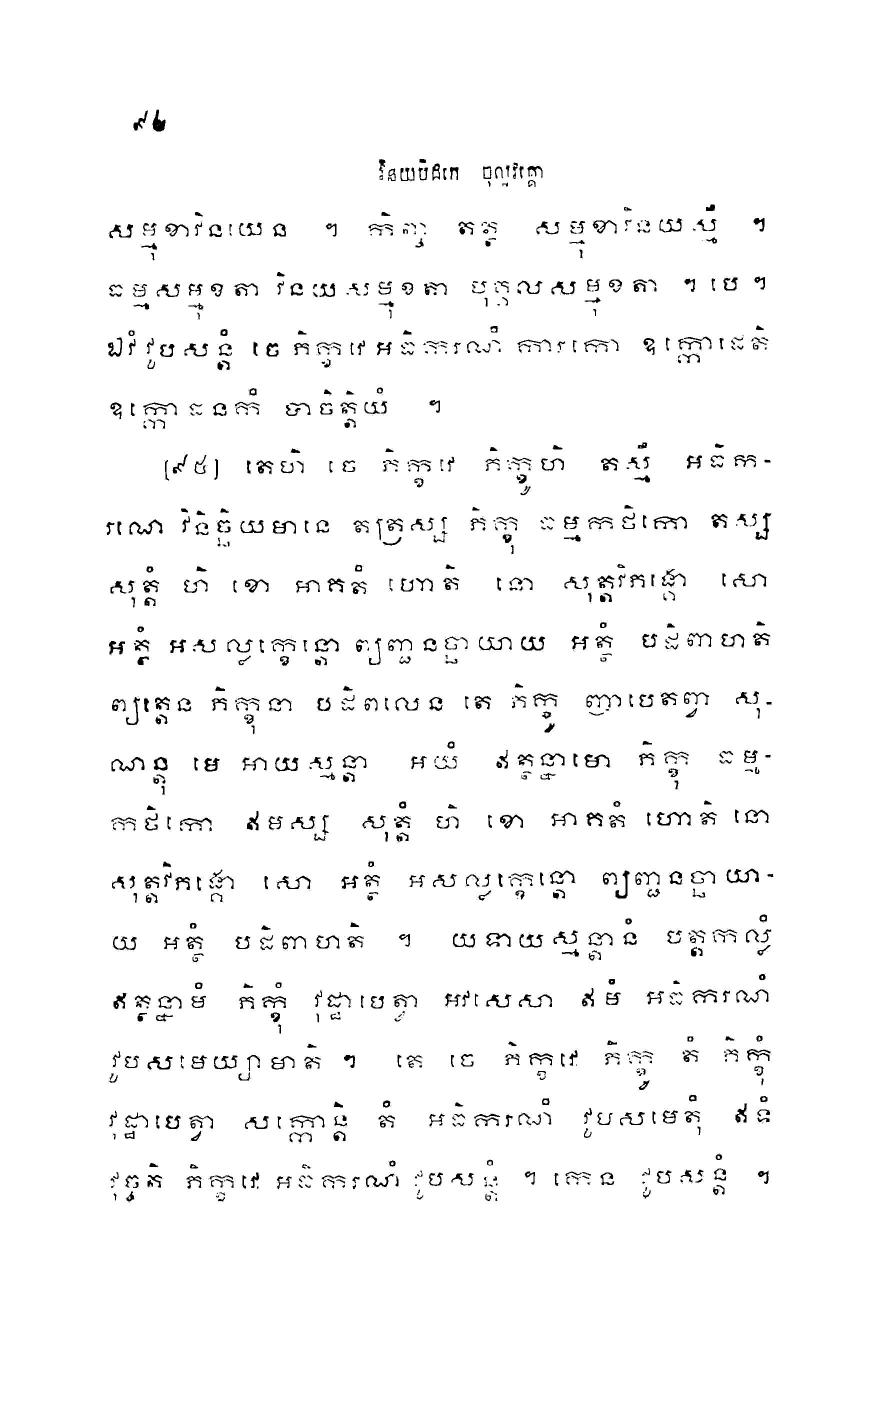 ៩៤
វិនយបិដកេ ចុល្លវគ្គោ
សម្មុខាវិនយេន ។ កិញ្ច តត្ថ សម្មុខាវិនយស្មឹ ។
ធម្មសម្មុខតា វិនយសម្មុខតា បុគ្គលសម្មុខតា ។ បេ ។
ឯវំ វូបសន្តំ ចេ ភិក្ខវេ អធិករណំ ការកោ ឧក្កោដេតិ
ឧក្កោដនកំ បាចិត្តិយំ ។
[៩៥] តេហិ ចេ ភិក្ខវេ ភិក្ខូហិ តស្មឹ អធិក-
រណេ វិនិច្ឆិយមានេ តត្រស្ស ភិក្ខុ ធម្មកថិកោ តស្ស
សុត្តំ ហិ ខោ អាគតំ ហោតិ នោ សុត្តវិភង្គោ សោ
អត្ថំ អសល្លក្ខេន្តោ ព្យញ្ជនច្ឆាយាយ អត្ថំ បដិពាហតិ
ព្យត្តេន ភិក្ខុនា បដិពលេន តេ ភិក្ខូ ញាបេតព្វា សុ-
ណន្តុ មេ អាយស្មន្តា អយំ ឥត្ថន្នាមោ ភិក្ខុ ធម្ម-
កថិកោ ឥមស្ស សុត្តំ ហិ ខោ អាគតំ ហោតិ នោ
សុត្តវិភង្គោ សោ អត្ថំ អសល្លក្ខេន្តោ ព្យញ្ជនច្ឆាយា-
យ អត្ថំ បដិពាហតិ ។ យទាយស្មន្តានំ បត្តកល្លំ
ឥត្ថន្នាមំ ភិក្ខុំ វុដ្ឋាបេត្វា អវសេសា ឥមំ អធិករណំ
វូបសមេយ្យាមាតិ ។ តេ ចេ ភិក្ខវេ ភិក្ខូ តំ ភិក្ខុំ
វុដ្ឋាបេត្វា សក្កោន្តិ តំ អធិករណំ វូបសមេតុំ ឥទំ
វុច្ចតិ ភិក្ខវេ អធិករណំ វូបសន្តំ ។ កេន វូបសន្តំ ។